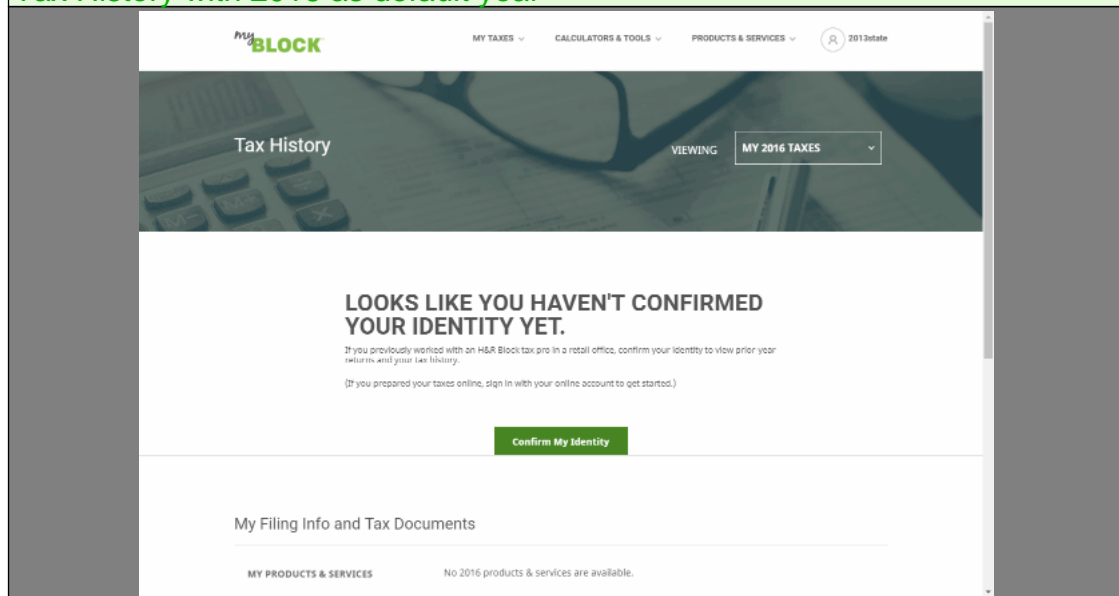 Tax History with 2016 as default year
myBLOCK
MY TAXES
CALCULATORS & TOOLS
PRODUCTS & SERVICES
2013state
Tax History
VIEWING
MY 2016 TAXES
LOOKS LIKE YOU HAVEN'T CONFIRMED
YOUR IDENTITY YET.
If you previously worked with an H&R Block tax pro in a retail office, confirm your identity to view prior year
returns and your tax history.
(If you prepared your taxes online, sign in with your online account to get started.)
Confirm My Identity
My Filing Info and Tax Documents
MY PRODUCTS & SERVICES
No 2016 products & services are available.